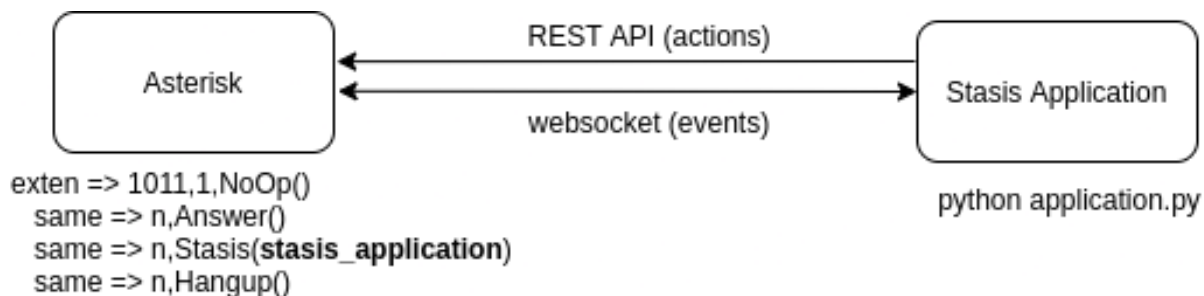 REST API (actions)
Asterisk
Stasis Application
websocket (events)
exten => 1011,1,NoOp()
same => n,Answer()
same => n,Stasis(stasis_application)
same => n,Hangup()
python application.py